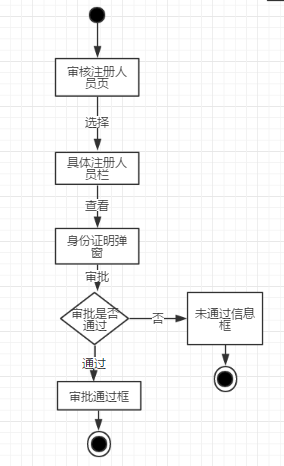 审核注册人
员页
选择
具体注册人
员栏
查看
身份证明弹
窗
审批
审批是否
通过
否
未通过信息
框
通过
审批通过框